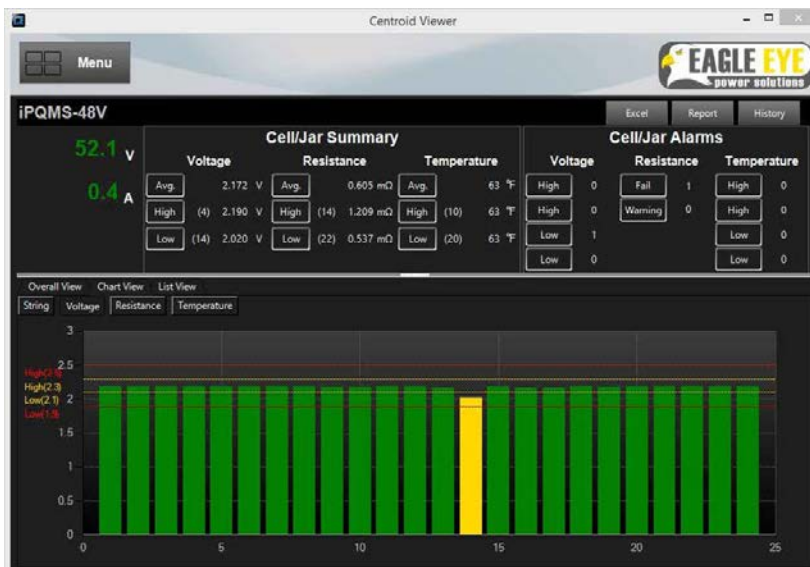 Centroid Viewer
Menu
EAGLE EYE
power solutions
iPQMS-48V
Excel Report History
52.1 V
0.4 A
Cell/Jar Summary
Voltage Resistance Temperature
Avg. 2.172 V Avg. 0.605 mΩ Avg. 63 °F
High (4) 2.190 V High (14) 1.209 mΩ High (10) 63 °F
Low (14) 2.020 V Low (22) 0.537 mΩ Low (20) 63 °F
Cell/Jar Alarms
Voltage Resistance Temperature
High 0 Fail 1 High 0
High 0 Warning 0 High 0
Low 1 Low 0
Low 0 Low 0
Overall View Chart View List View
String Voltage Resistance Temperature
3
2.5
High(2.5)
High(2.3)
Low(2.1)
2
Low(1.9)
1.5
1
0.5
0
0 5 10 15 20 25